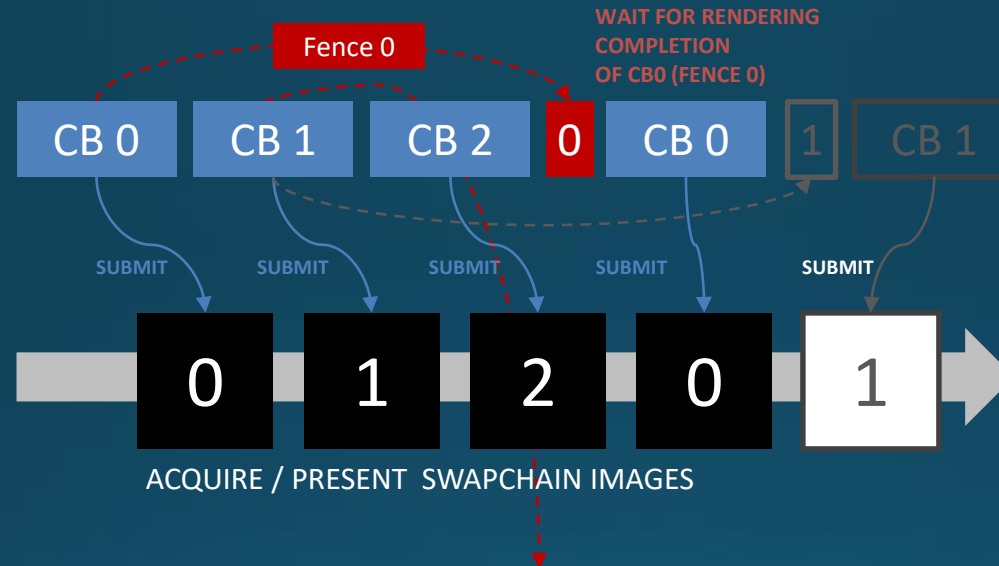 WAIT FOR RENDERING
COMPLETION
OF CB0 (FENCE 0)
Fence 0
CB 0
CB 1
CB 2
0
CB 0
1
CB 1
SUBMIT
SUBMIT
SUBMIT
SUBMIT
SUBMIT
0
1
2
0
1
ACQUIRE / PRESENT SWAPCHAIN IMAGES